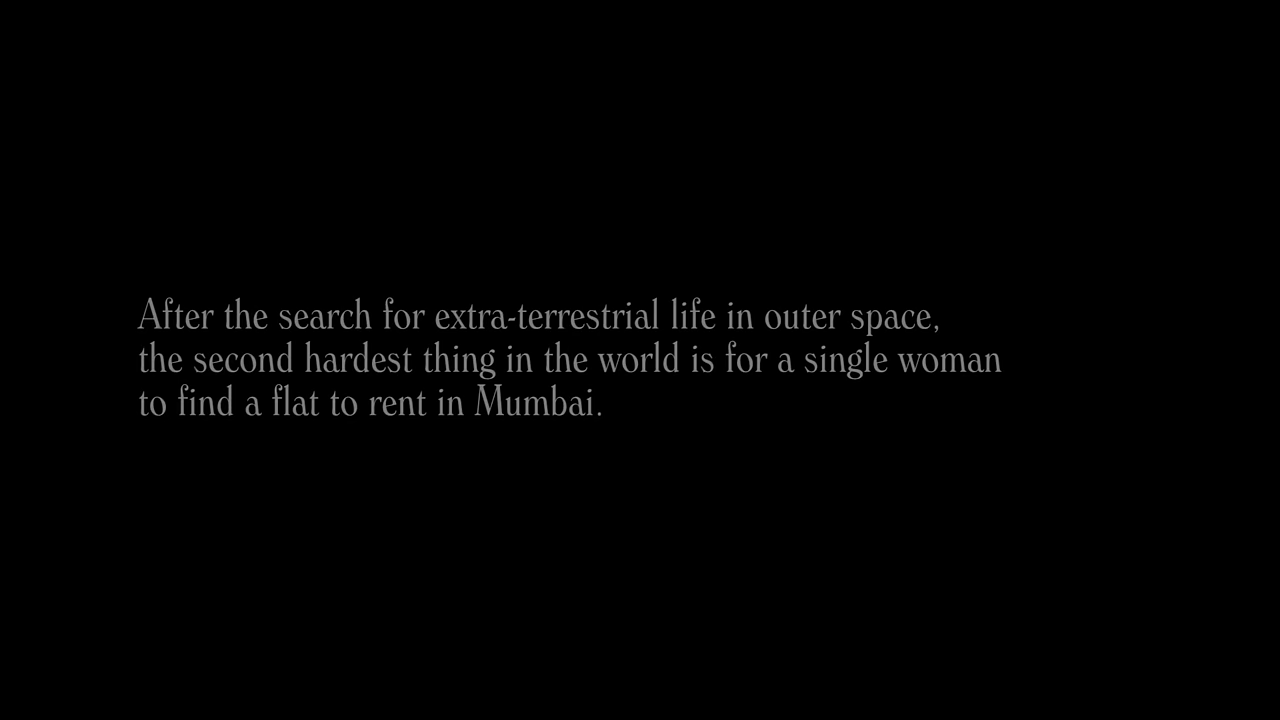 After the search for extra-terrestrial life in outer space,
the second hardest thing in the world is for a single woman
to find a flat to rent in Mumbai.